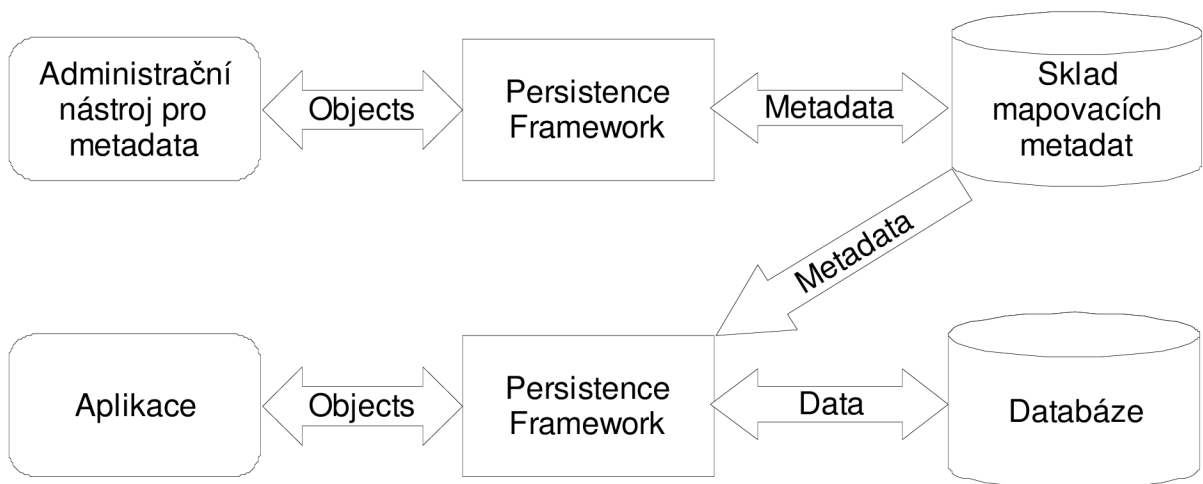 Administrační
nástroj pro
metadata
Objects
Persistence
Framework
Metadata
Sklad
mapovacích
metadat
Metadata
Aplikace
Objects
Persistence
Framework
Data
Databáze